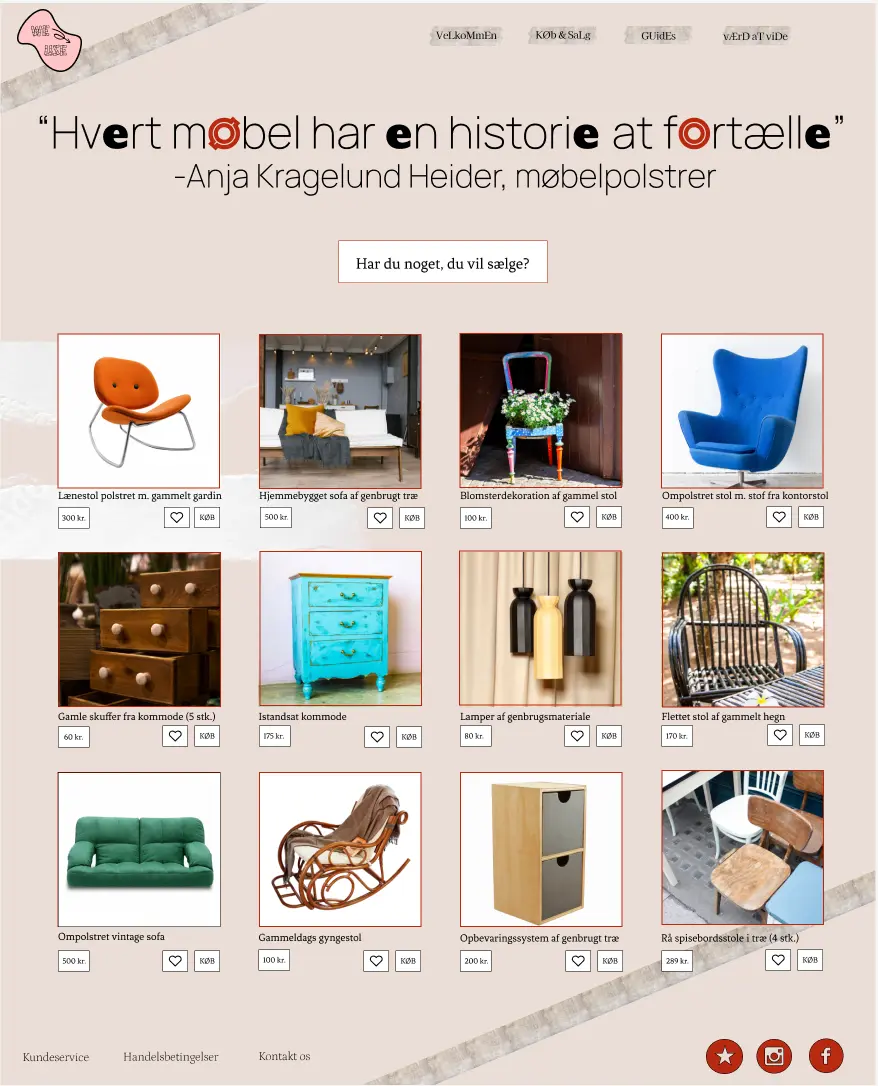 WE
LIKE
VeLkoMmEn
KØb & SaLg
GUidEs
vÆrD aT viDe
“Hvert møbel har en historie at fortælle”
-Anja Kragelund Heider, møbelpolstrer
Har du noget, du vil sælge?
Lænestol polstret m. gammelt gardin
Hjemmebygget sofa af genbrugt træ
Blomsterdekoration af gammel stol
Ompolstret stol m. stof fra kontorstol
300 kr.
KØB
500 kr.
KØB
100 kr.
KØB
400 kr.
KØB
Gamle skuffer fra kommode (5 stk.)
Istandsat kommode
Lamper af genbrugsmateriale
Flettet stol af gammelt hegn
60 kr.
KØB
175 kr.
KØB
80 kr.
KØB
170 kr.
KØB
Ompolstret vintage sofa
Gammeldags gyngestol
Opbevaringssystem af genbrugt træ
Rå spisebordsstole i træ (4 stk.)
500 kr.
KØB
100 kr.
KØB
200 kr.
KØB
289 kr.
KØB
Kundeservice
Handelsbetingelser
Kontakt os